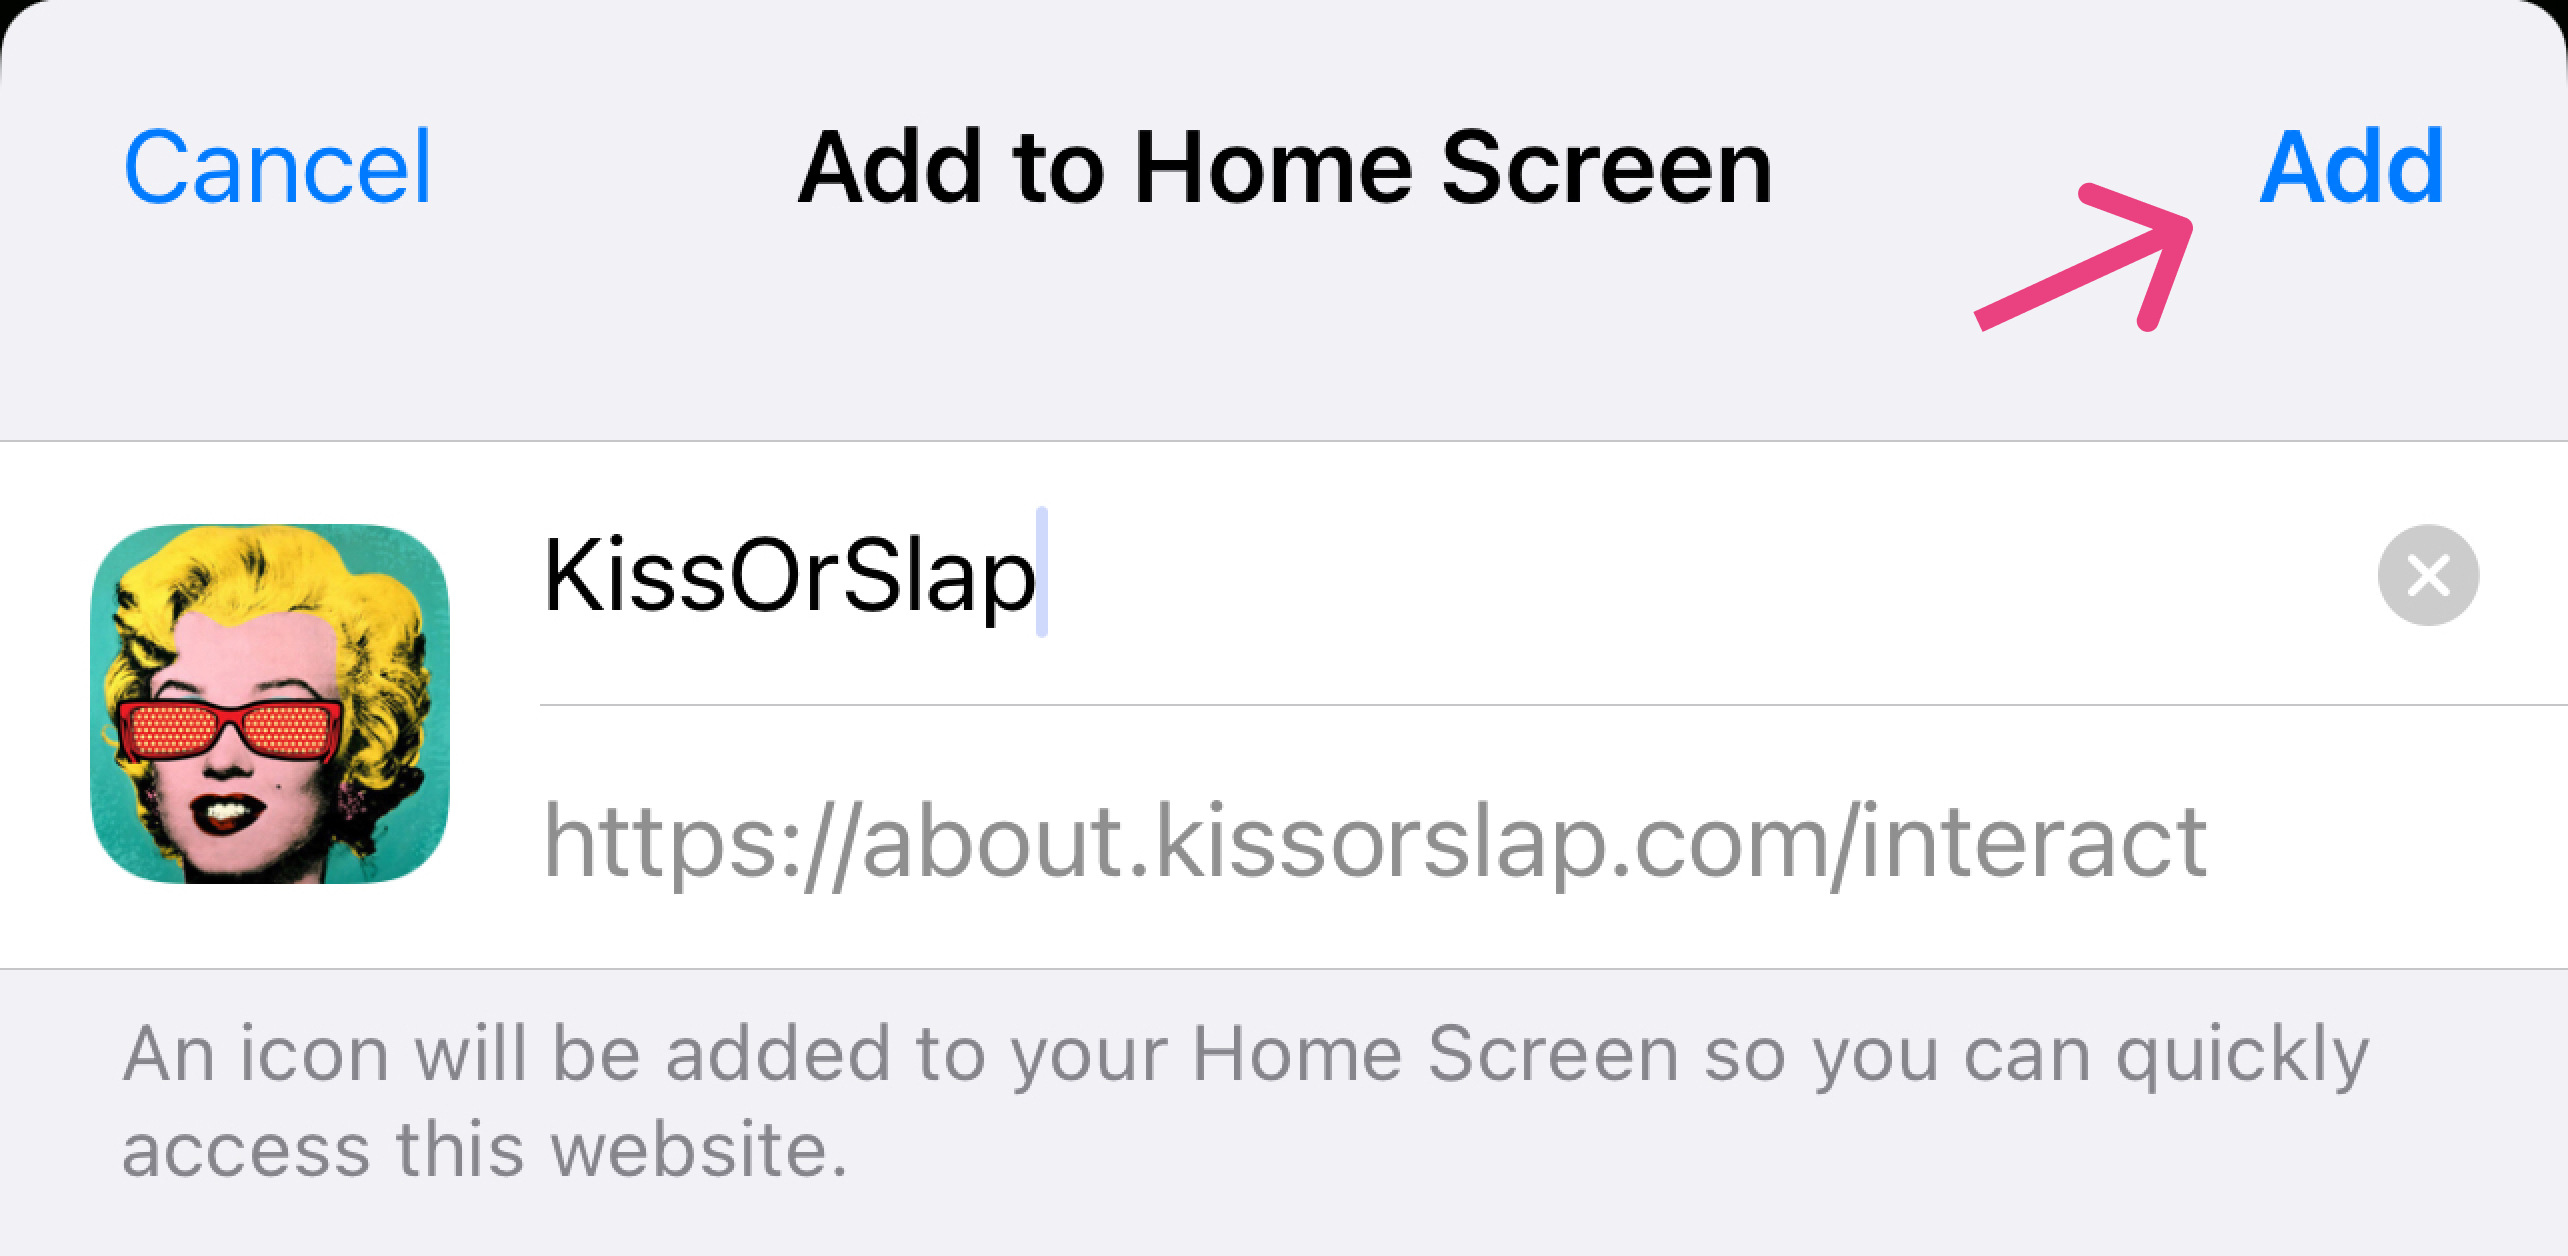 Cancel Add to Home Screen Add
KissOrSlap
https://about.kissorslap.com/interact
An icon will be added to your Home Screen so you can quickly
access this website.